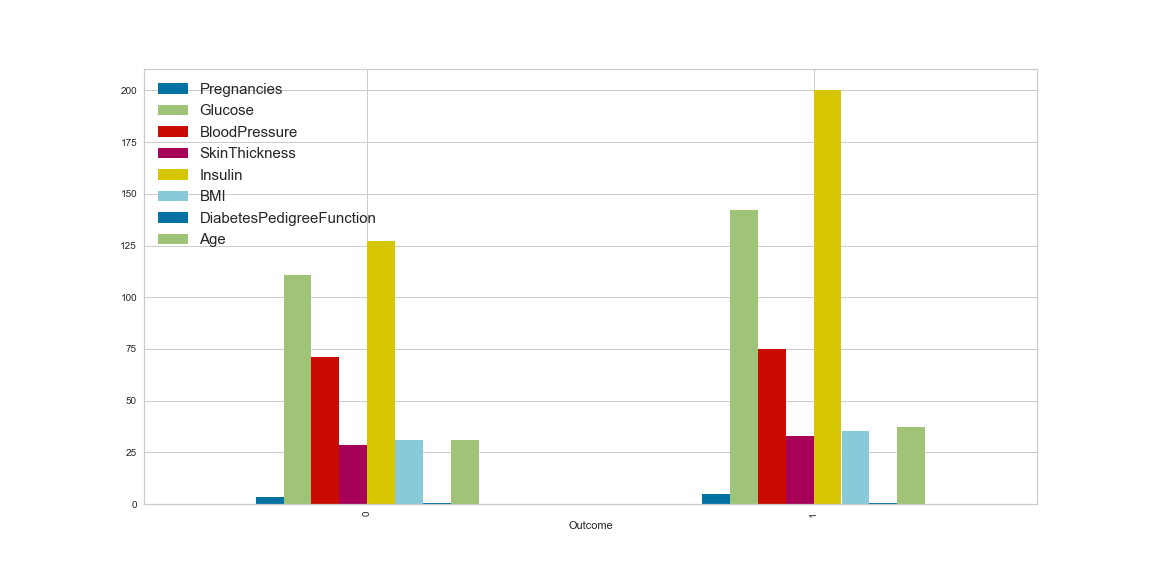 200
175
150
125
100
75
50
25
0
Pregnancies
Glucose
BloodPressure
SkinThickness
Insulin
BMI
DiabetesPedigreeFunction
Age
0
1
Outcome